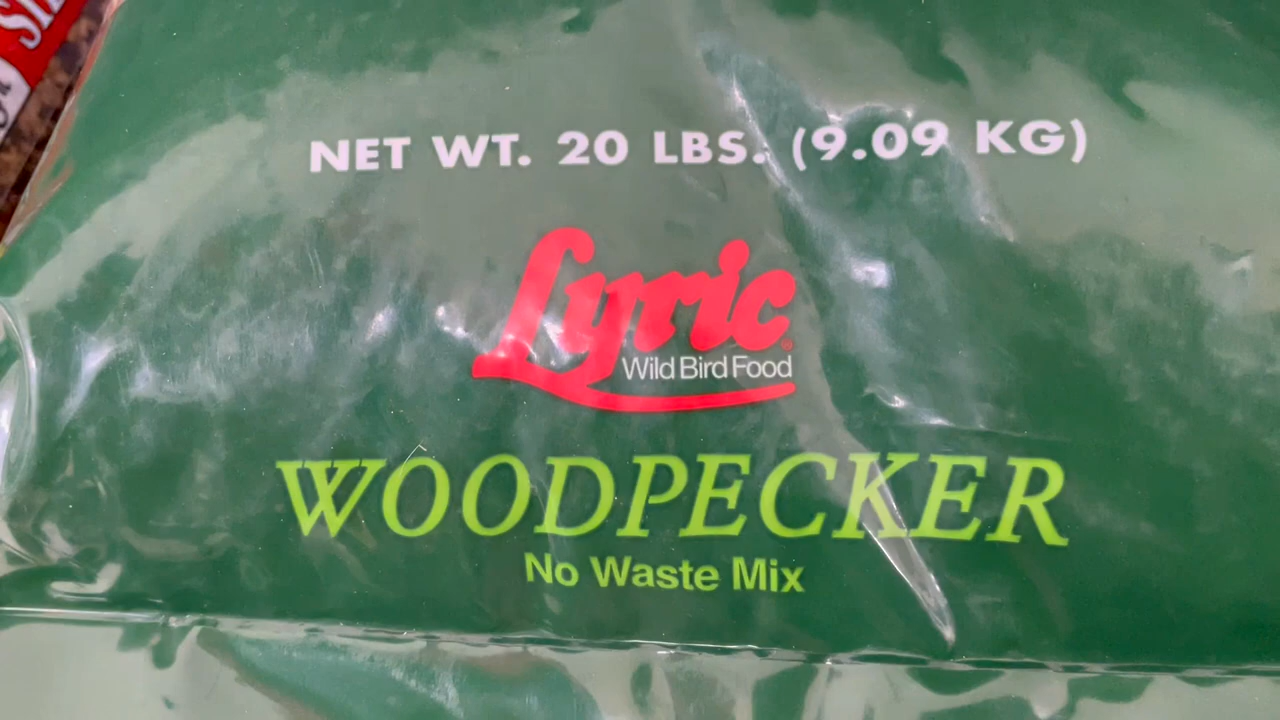 NET WT. 20 LBS. (9.09 KG)
Lyric®
Wild Bird Food
WOODPECKER
No Waste Mix